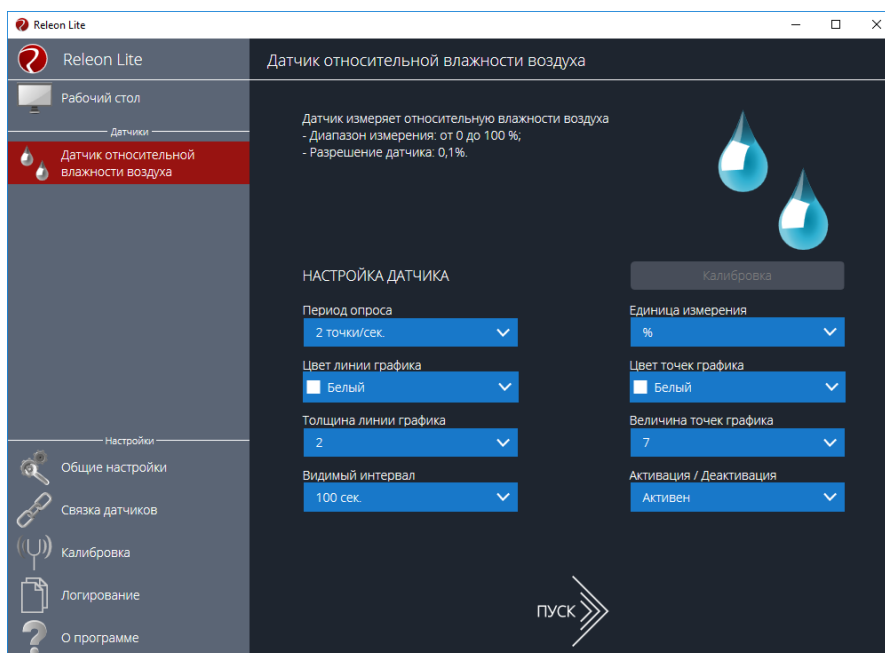 Releon Lite
Releon Lite
Датчик относительной влажности воздуха
Рабочий стол
Датчики
Датчик относительной
влажности воздуха
Датчик измеряет относительную влажности воздуха
- Диапазон измерения: от 0 до 100 %;
- Разрешение датчика: 0,1%.
НАСТРОЙКА ДАТЧИКА
Калибровка
Период опроса
Единица измерения
2 точки/сек.
%
Цвет линии графика
Цвет точек графика
Белый
Белый
Толщина линии графика
Величина точек графика
2
7
Видимый интервал
Активация / Деактивация
100 сек.
Активен
Настройки
Общие настройки
Связка датчиков
Калибровка
Логирование
О программе
ПУСК